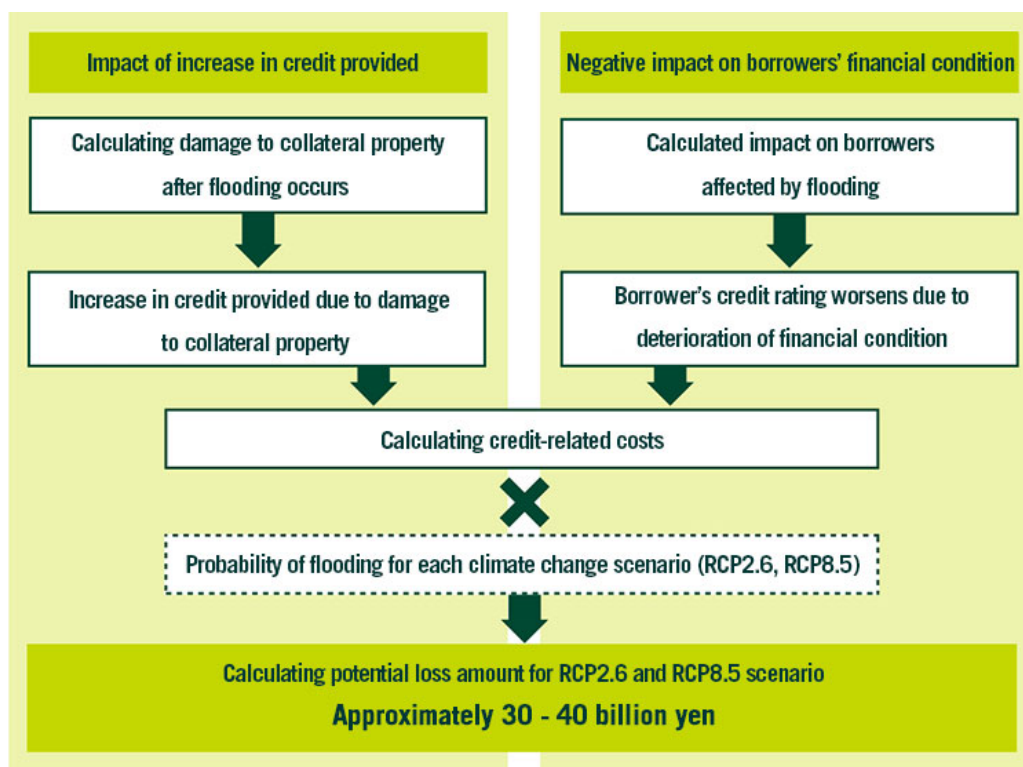 Impact of increase in credit provided
Calculating damage to collateral property
after flooding occurs
Increase in credit provided due to damage
to collateral property
Negative impact on borrowers’ financial condition
Calculated impact on borrowers
affected by flooding
Borrower’s credit rating worsens due to
deterioration of financial condition
Calculating credit-related costs
Probability of flooding for each climate change scenario (RCP2.6, RCP8.5)
Calculating potential loss amount for RCP2.6 and RCP8.5 scenario
Approximately 30 - 40 billion yen